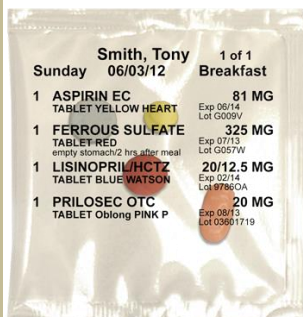 Smith, Tony 1 of 1
Sunday 06/03/12 Breakfast
1 ASPIRIN EC 81 MG
TABLET YELLOW HEART Exp 06/14
Lot G009V
1 FERROUS SULFATE 325 MG
TABLET RED Exp 07/13
empty stomach/2 hrs after meal Lot G057W
1 LISINOPRIL/HCTZ 20/12.5 MG
TABLET BLUE WATSON Exp 02/14
Lot 9786OA
1 PRILOSEC OTC 20 MG
TABLET Oblong PINK P Exp 08/13
Lot 03601719